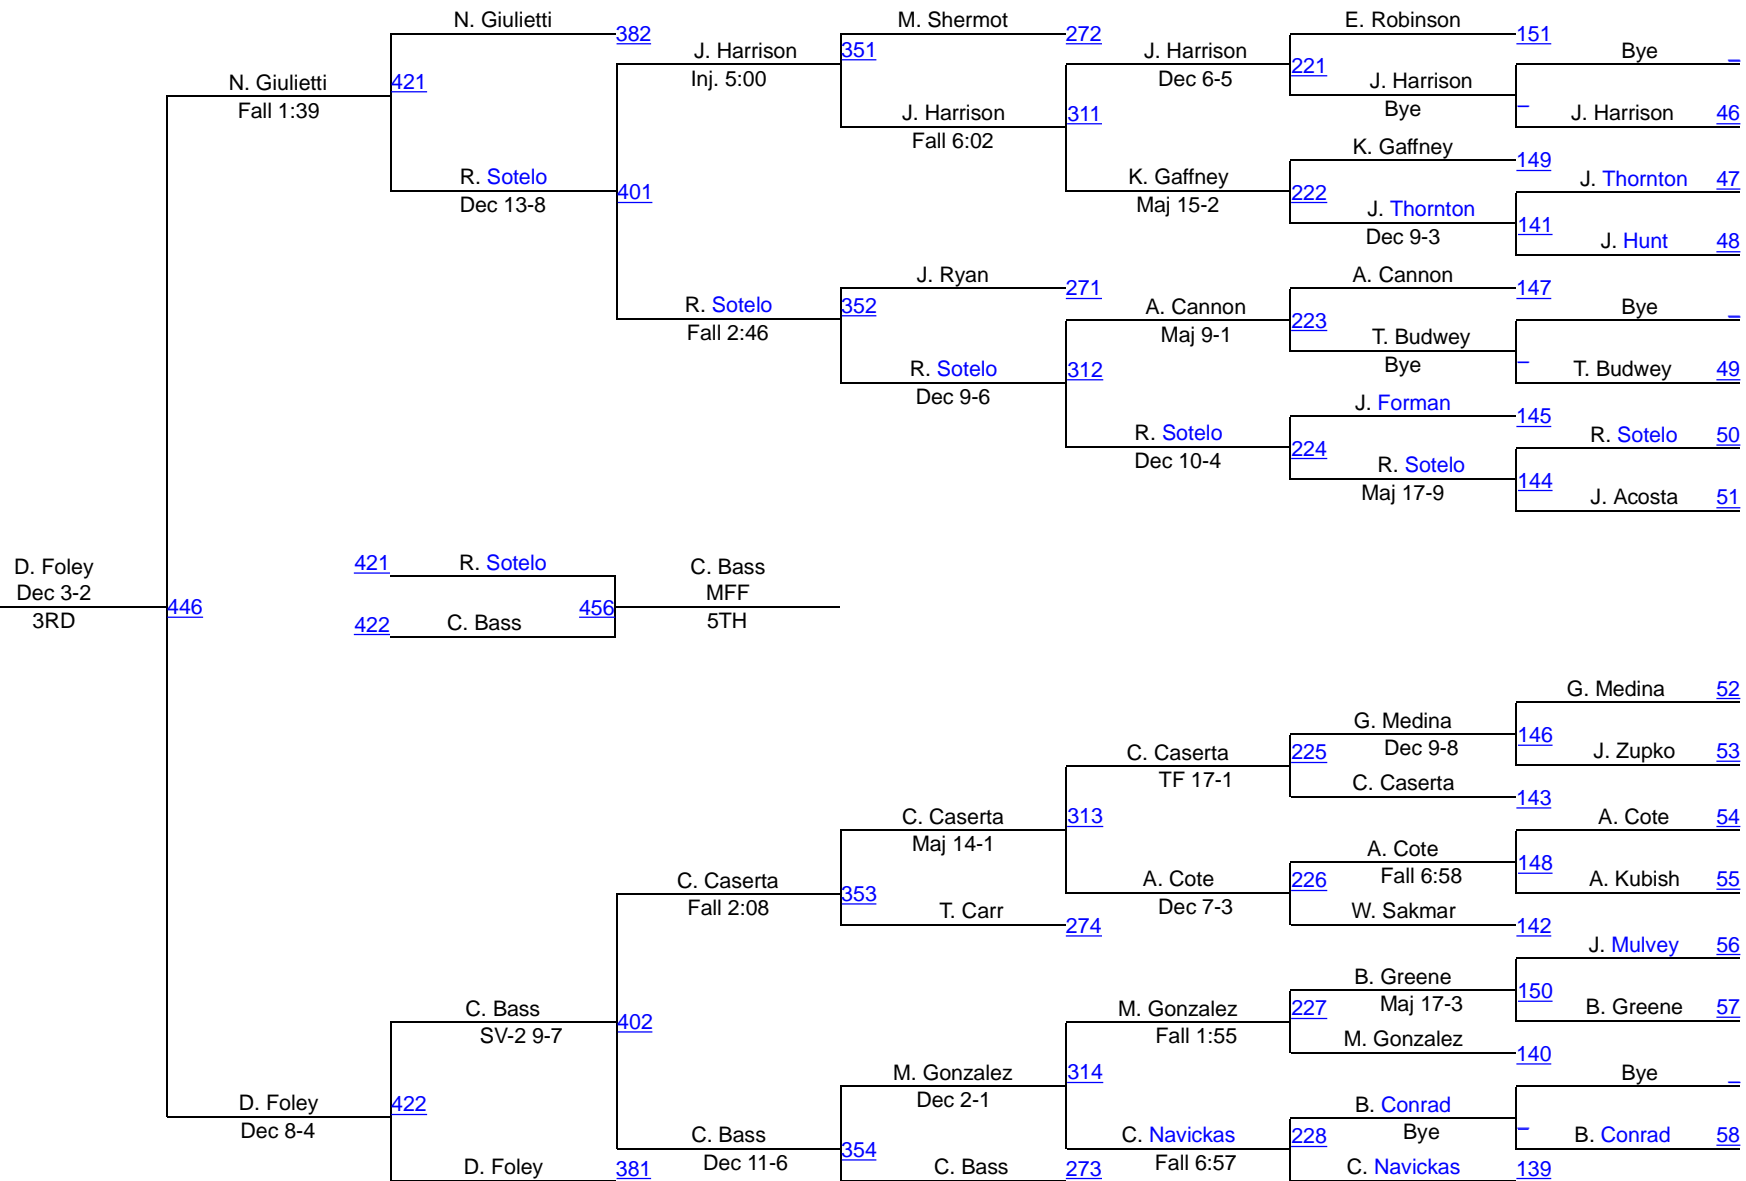 N. Giulietti
M. Shermot
E. Robinson
382
272
151
J. Harrison
351
J. Harrison
Bye
_
Inj. 5:00
Dec 6-5
221
N. Giulietti
421
J. Harrison
Fall 1:39
J. Harrison
311
Bye
_
J. Harrison
46
Fall 6:02
K. Gaffney
149
R. Sotelo
K. Gaffney
J. Thornton
47
Dec 13-8
401
Maj 15-2
222
J. Thornton
Dec 9-3
141
J. Hunt
48
J. Ryan
A. Cannon
271
147
R. Sotelo
352
A. Cannon
Bye
_
Fall 2:46
Maj 9-1
223
T. Budwey
Bye
_
R. Sotelo
312
T. Budwey
49
Dec 9-6
J. Forman
145
R. Sotelo
R. Sotelo
50
Dec 10-4
224
R. Sotelo
Maj 17-9
144
J. Acosta
51
D. Foley
421
R. Sotelo
C. Bass
Dec 3-2
MFF
446
456
3RD
422
C. Bass
5TH
G. Medina
52
G. Medina
Dec 9-8
146
J. Zupko
53
C. Caserta
225
TF 17-1
C. Caserta
143
C. Caserta
313
A. Cote
54
Maj 14-1
A. Cote
148
C. Caserta
A. Cote
226
Fall 6:58
A. Kubish
55
Fall 2:08
353
Dec 7-3
T. Carr
W. Sakmar
274
142
J. Mulvey
56
B. Greene
150
C. Bass
M. Gonzalez
227
Maj 17-3
B. Greene
57
SV-2 9-7
402
Fall 1:55
M. Gonzalez
140
M. Gonzalez
314
Bye
_
D. Foley
422
Dec 2-1
B. Conrad
Dec 8-4
C. Bass
C. Navickas
228
Bye
_
B. Conrad
58
Dec 11-6
354
Fall 6:57
D. Foley
381
C. Bass
273
C. Navickas
139